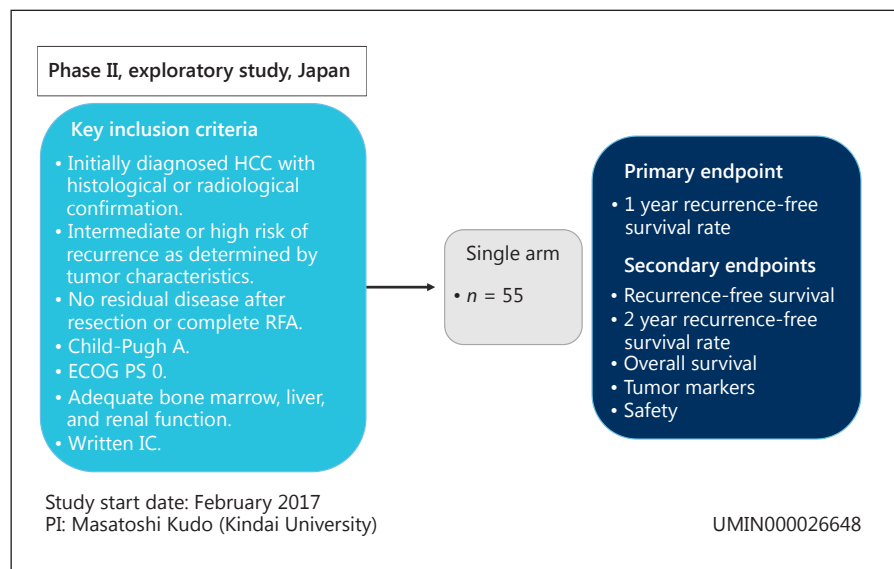 Phase II, exploratory study, Japan
Key inclusion criteria
• Initially diagnosed HCC with
histological or radiological
confirmation.
• Intermediate or high risk of
recurrence as determined by
tumor characteristics.
• No residual disease after
resection or complete RFA.
• Child-Pugh A.
• ECOG PS 0.
• Adequate bone marrow, liver,
and renal function.
• Written IC.
Single arm
• n = 55
Primary endpoint
• 1 year recurrence-free
survival rate
Secondary endpoints
• Recurrence-free survival
• 2 year recurrence-free
survival rate
• Overall survival
• Tumor markers
• Safety
Study start date: February 2017
PI: Masatoshi Kudo (Kindai University)
UMIN000026648